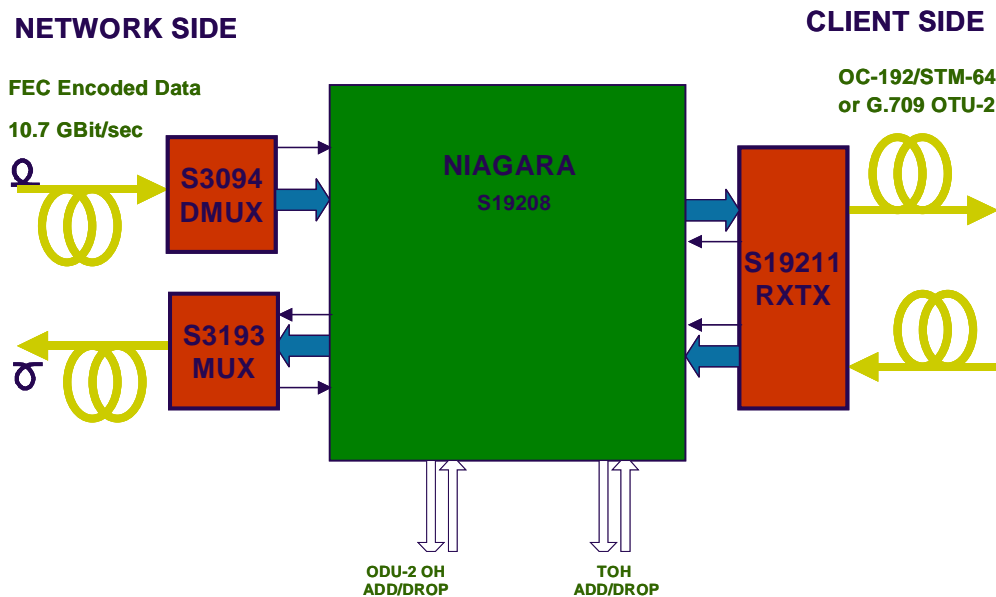 NETWORK SIDE
CLIENT SIDE
FEC Encoded Data
10.7 GBit/sec
OC-192/STM-64
or G.709 OTU-2
S3094
DMUX
NIAGARA
S19208
S19211
RXTX
S3193
MUX
ODU-2 OH
ADD/DROP
TOH
ADD/DROP